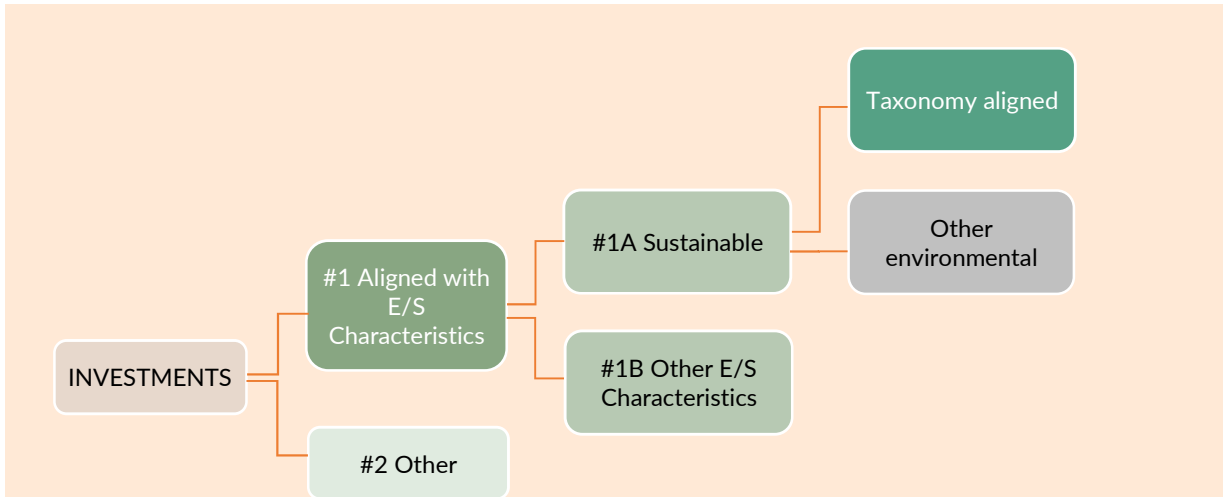 Taxonomy aligned
Other
environmental
#1A Sustainable
#1 Aligned with
E/S
Characteristics
#1B Other E/S
Characteristics
INVESTMENTS
#2 Other